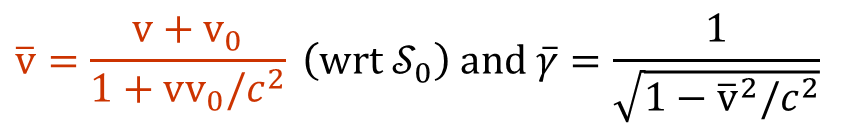 v̄ = (v + v₀)/(1 + vv₀/c²) (wrt 𝒮₀) and γ̄ = 1/√(1 − v̄²/c²)